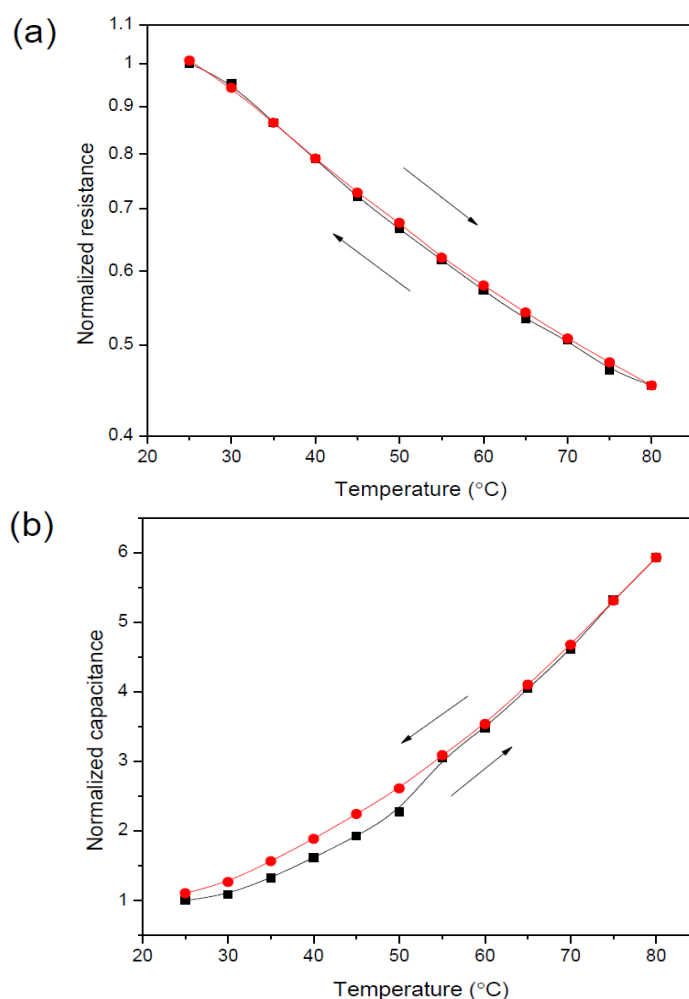 (a)
1.1
1
0.9
0.8
0.7
0.6
0.5
0.4
Normalized resistance
20 30 40 50 60 70 80
Temperature (°C)
(b)
6
5
4
3
2
1
Normalized capacitance
20 30 40 50 60 70 80
Temperature (°C)